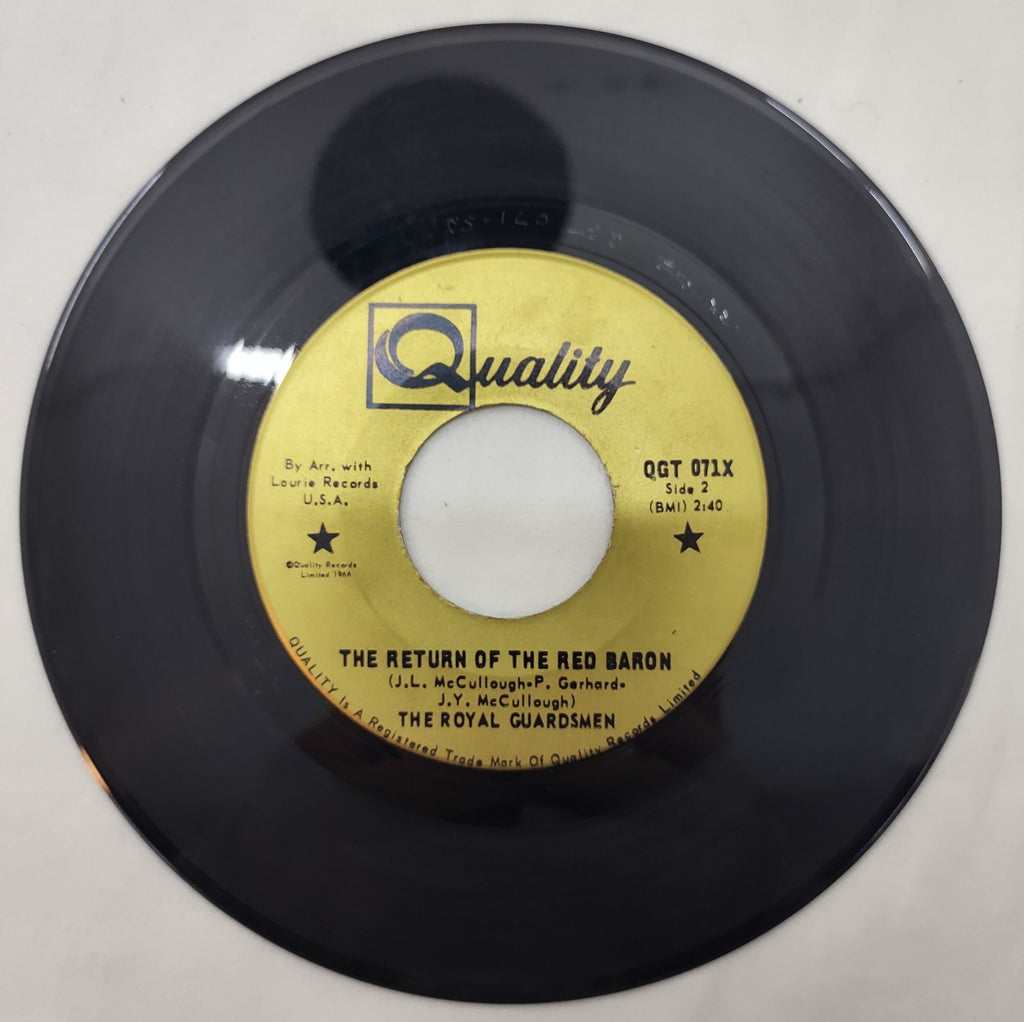 Quality
By Arr. with
Laurie Records
U.S.A.
QGT 071X
Side 2
(BMI) 2:40
©Quality Records
Limited 1966
THE RETURN OF THE RED BARON
(J.L. McCullough-P. Gerhard-
J.Y. McCullough)
THE ROYAL GUARDSMEN
QUALITY Is A Registered Trade Mark Of Quality Records Limited